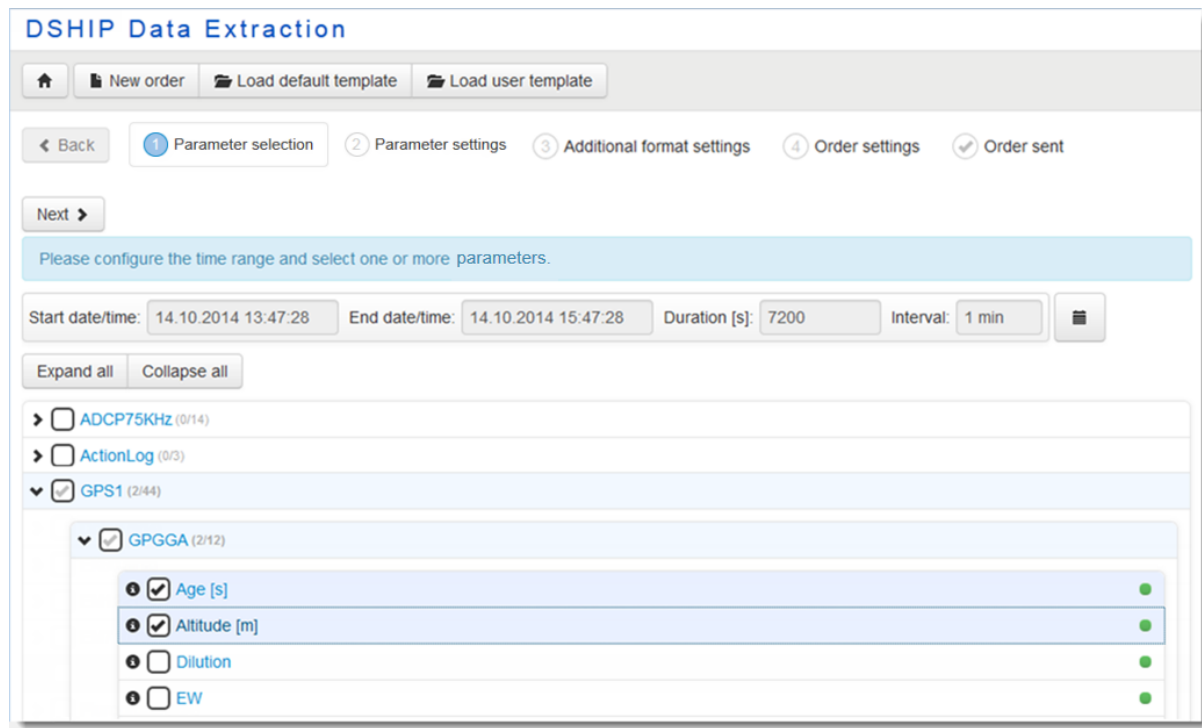 DSHIP Data Extraction
New order Load default template Load user template
Back 1 Parameter selection 2 Parameter settings 3 Additional format settings 4 Order settings Order sent
Next
Please configure the time range and select one or more parameters.
Start date/time: 14.10.2014 13:47:28 End date/time: 14.10.2014 15:47:28 Duration [s]: 7200 Interval: 1 min
Expand all Collapse all
ADCP75KHz (0/14)
ActionLog (0/3)
GPS1 (2/44)
GPGGA (2/12)
Age [s]
Altitude [m]
Dilution
EW